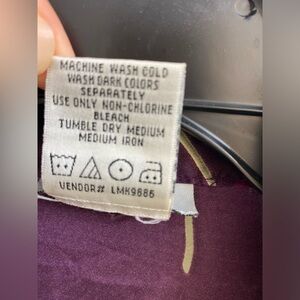 MACHINE WASH COLD
WASH DARK COLORS
SEPARATELY
USE ONLY NON-CHLORINE
BLEACH
TUMBLE DRY MEDIUM
MEDIUM IRON
VENDOR# LMK9686